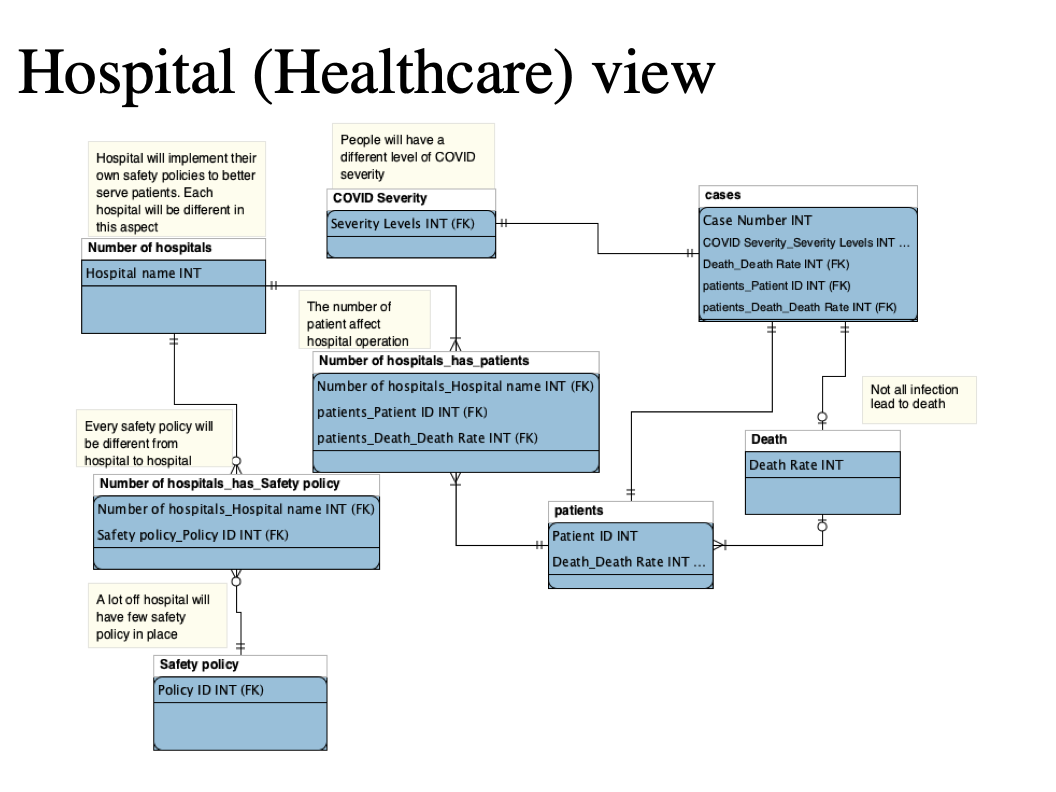 Hospital (Healthcare) view
Hospital will implement their
own safety policies to better
serve patients. Each
hospital will be different in
this aspect
Number of hospitals
Hospital name INT
People will have a
different level of COVID
severity
COVID Severity
Severity Levels INT (FK)
cases
Case Number INT
COVID Severity_Severity Levels INT ...
Death_Death Rate INT (FK)
patients_Patient ID INT (FK)
patients_Death_Death Rate INT (FK)
The number of
patient affect
hospital operation
Number of hospitals_has_patients
Number of hospitals_Hospital name INT (FK)
patients_Patient ID INT (FK)
patients_Death_Death Rate INT (FK)
Not all infection
lead to death
Death
Death Rate INT
Every safety policy will
be different from
hospital to hospital
Number of hospitals_has_Safety policy
Number of hospitals_Hospital name INT (FK)
Safety policy_Policy ID INT (FK)
patients
Patient ID INT
Death_Death Rate INT ...
A lot off hospital will
have few safety
policy in place
Safety policy
Policy ID INT (FK)